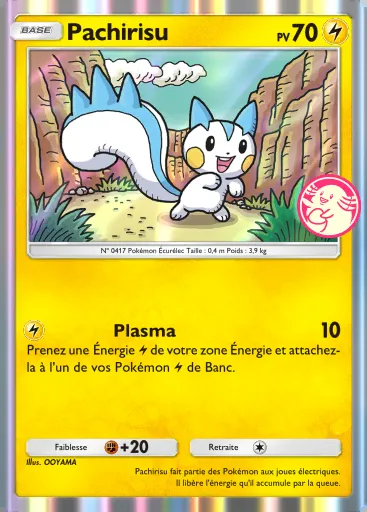 BASE
Pachirisu
PV 70
N° 0417 Pokémon Écurélec Taille : 0,4 m Poids : 3,9 kg
Plasma 10
Prenez une Énergie de votre zone Énergie et attachez-
la à l'un de vos Pokémon de Banc.
Faiblesse +20 Retraite
Illus. OOYAMA
Pachirisu fait partie des Pokémon aux joues électriques.
Il libère l'énergie qu'il accumule par la queue.